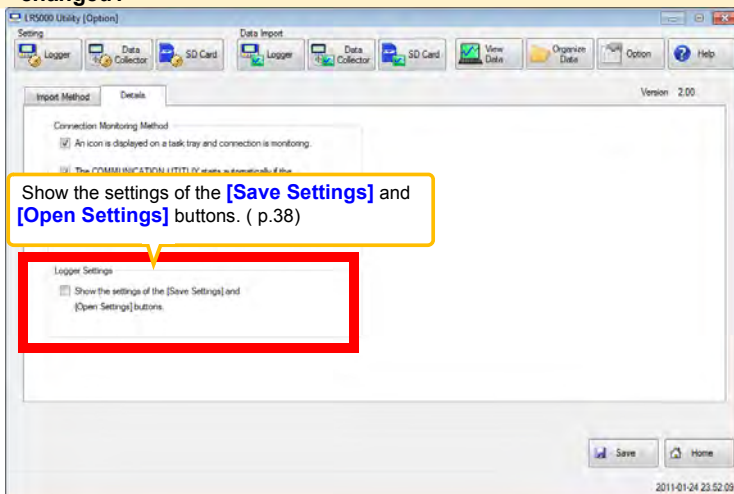 changed?
LR5000 Utility [Option]
Setting
Data Import
Logger
Data Collector
SD Card
Logger
Data Collector
SD Card
View Data
Organize Data
Option
Help
Import Method
Details
Version 2.00
Connection Monitoring Method
An icon is displayed on a task tray and connection is monitoring.
The COMMUNICATION UTITLIY starts automatically if the
Show the settings of the [Save Settings] and
[Open Settings] buttons. ( p.38)
Logger Settings
Show the settings of the [Save Settings] and
[Open Settings] buttons.
Save
Home
2011-01-24 23:52:09